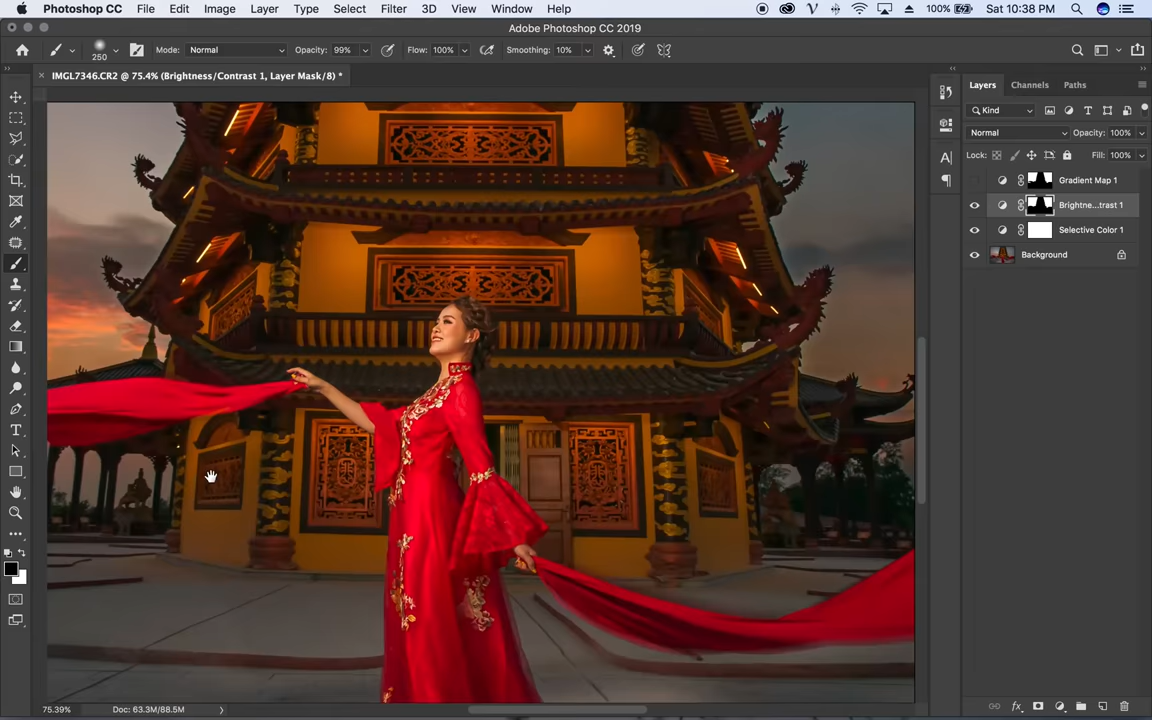 Photoshop CC File Edit Image Layer Type Select Filter 3D View Window Help 100% Sat 10:38 PM
Adobe Photoshop CC 2019
250 Mode: Normal Opacity: 99% Flow: 100% Smoothing: 10%
× IMGL7346.CR2 @ 75.4% (Brightness/Contrast 1, Layer Mask/8) *
Layers Channels Paths
Kind
Normal Opacity: 100%
Lock: Fill: 100%
Gradient Map 1
Brightne...trast 1
Selective Color 1
Background
75.39% Doc: 63.3M/88.5M